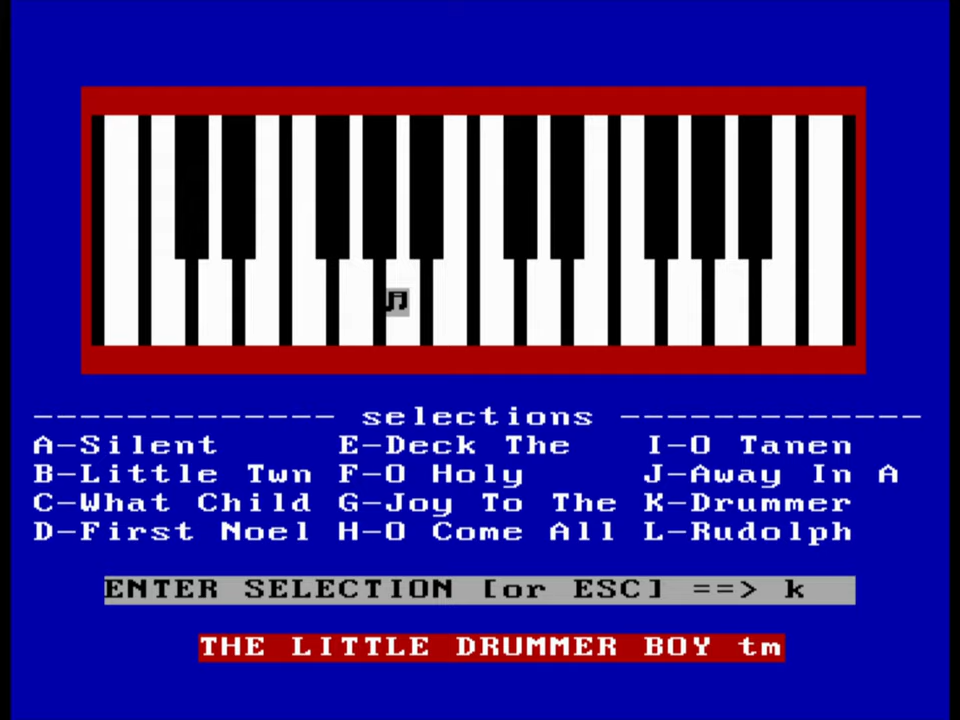 ------------- selections -------------
A-Silent E-Deck The I-O Tanen
B-Little Twn F-O Holy J-Away In A
C-What Child G-Joy To The K-Drummer
D-First Noel H-O Come All L-Rudolph
ENTER SELECTION [or ESC] ==> k
THE LITTLE DRUMMER BOY tm